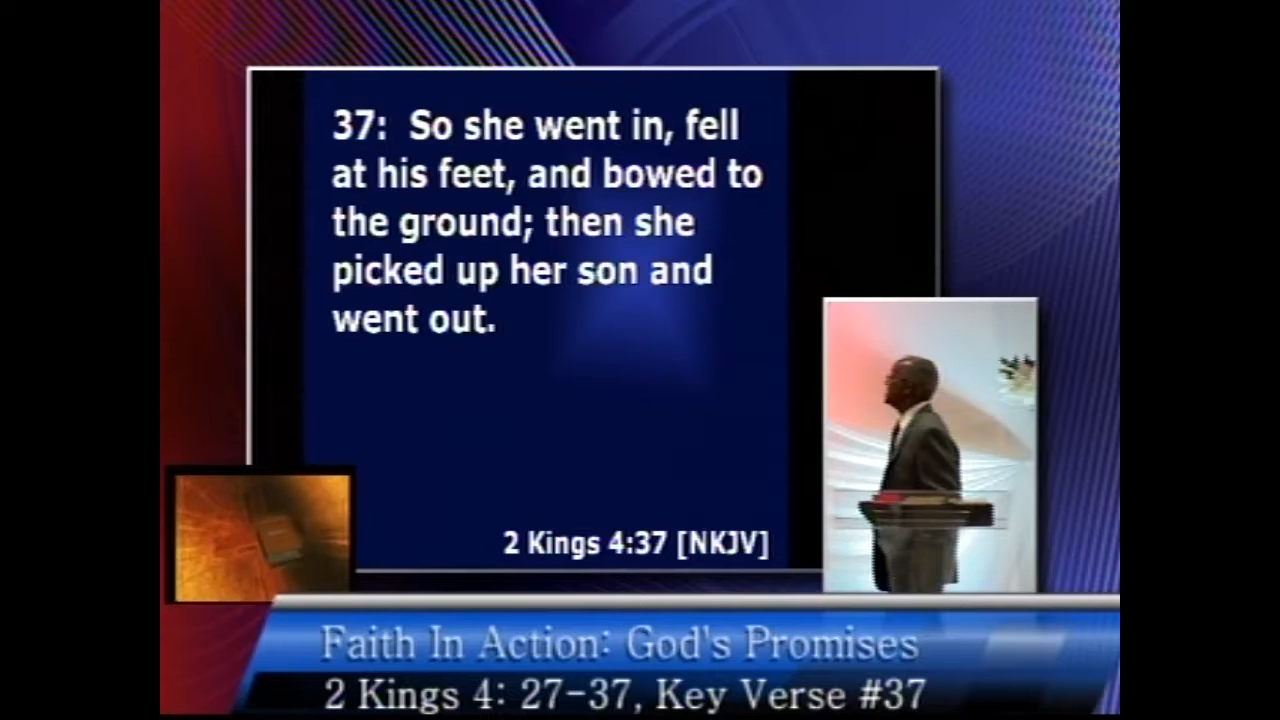 37: So she went in, fell
at his feet, and bowed to
the ground; then she
picked up her son and
went out.
2 Kings 4:37 [NKJV]
Faith In Action: God's Promises
2 Kings 4: 27-37, Key Verse #37